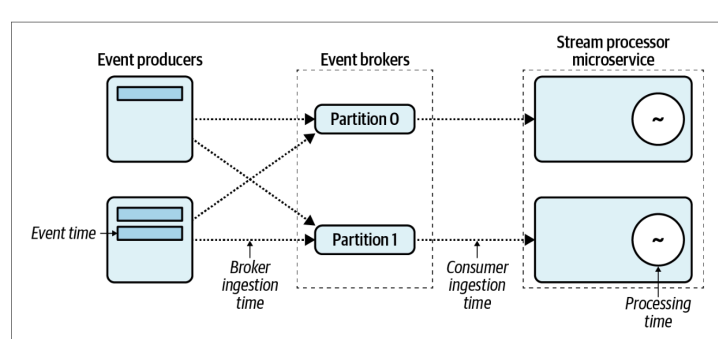 Event producers
Event brokers
Stream processor
microservice
Partition 0
~
Event time
Partition 1
~
Broker
ingestion
time
Consumer
ingestion
time
Processing
time